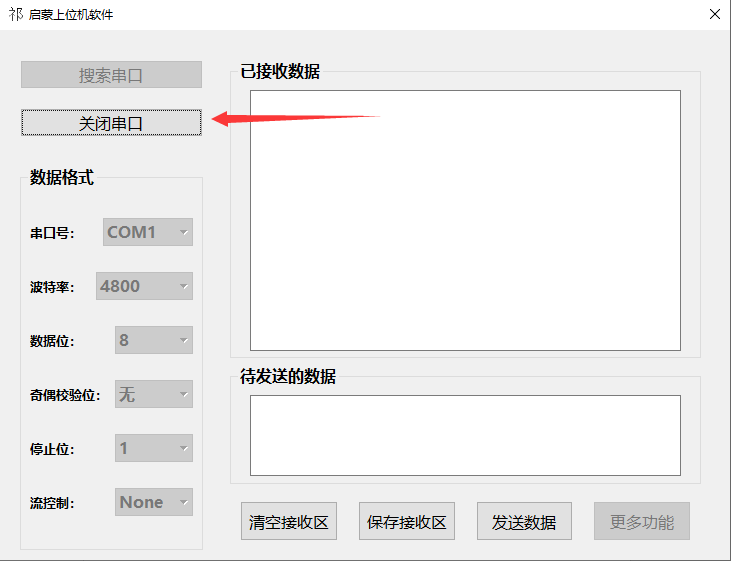 祁 启蒙上位机软件
搜索串口
关闭串口
数据格式
串口号: COM1
波特率: 4800
数据位: 8
奇偶校验位: 无
停止位: 1
流控制: None
已接收数据
待发送的数据
清空接收区 保存接收区 发送数据 更多功能